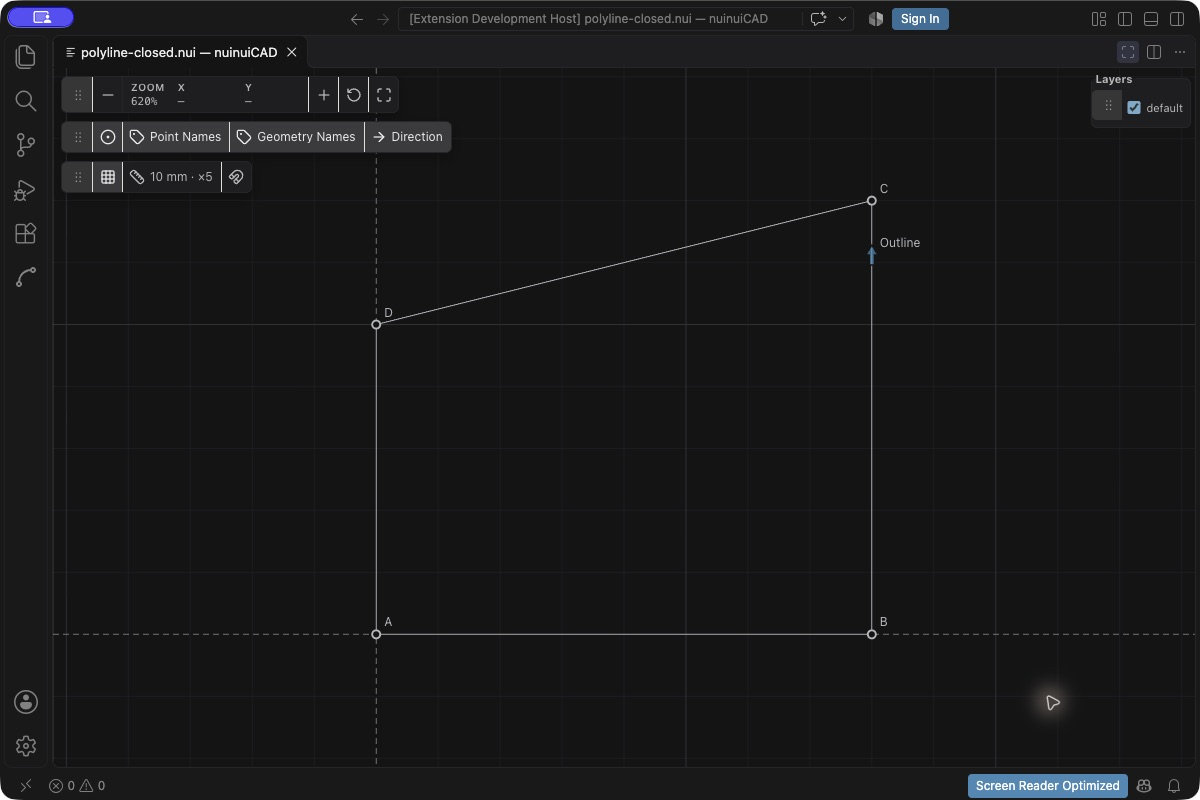 [Extension Development Host] polyline-closed.nui — nuinuiCAD
Sign In
polyline-closed.nui — nuinuiCAD
ZOOM X Y
620% – –
Layers
default
Point Names
Geometry Names
Direction
10 mm · ×5
C
Outline
D
A
B
0 0
Screen Reader Optimized